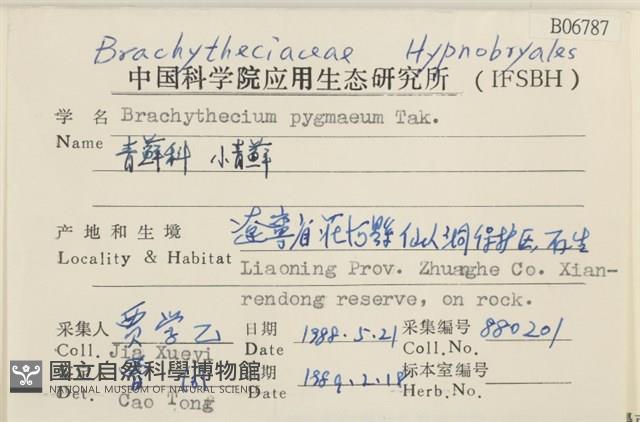 B06787
Brachytheciaceae Hypnobryales
中国科学院应用生态研究所 (IFSBH)
学 名 Brachythecium pygmaeum Tak.
Name 青藓科 小青藓
产地和生境 辽宁省庄河县仙人洞保护区,石生
Locality & Habitat Liaoning Prov. Zhuanghe Co. Xian-
rendong reserve, on rock.
采集人 贾学乙 日期 1988.5.21 采集编号 880201
Coll. Jia Xueyi Date Coll.No.
日期 1989.2.18 标本室编号
Det. Cao Tong Date Herb.No.
國立自然科學博物館
NATIONAL MUSEUM OF NATURAL SCIENCE